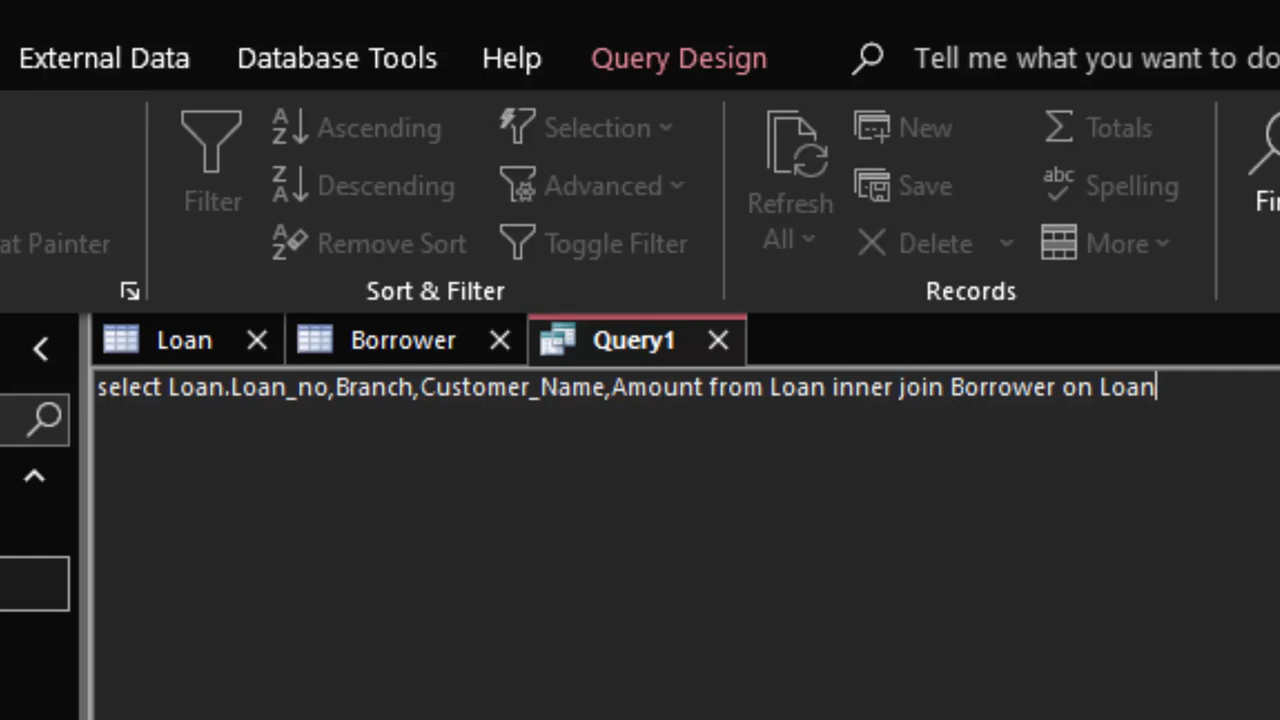 External Data Database Tools Help Query Design Tell me what you want to do
Filter
Ascending
Descending
Remove Sort
Selection
Advanced
Toggle Filter
Sort & Filter
Refresh
All
New
Save
Delete
Totals
abc
Spelling
More
Records
at Painter
Loan Borrower Query1
select Loan.Loan_no,Branch,Customer_Name,Amount from Loan inner join Borrower on Loan